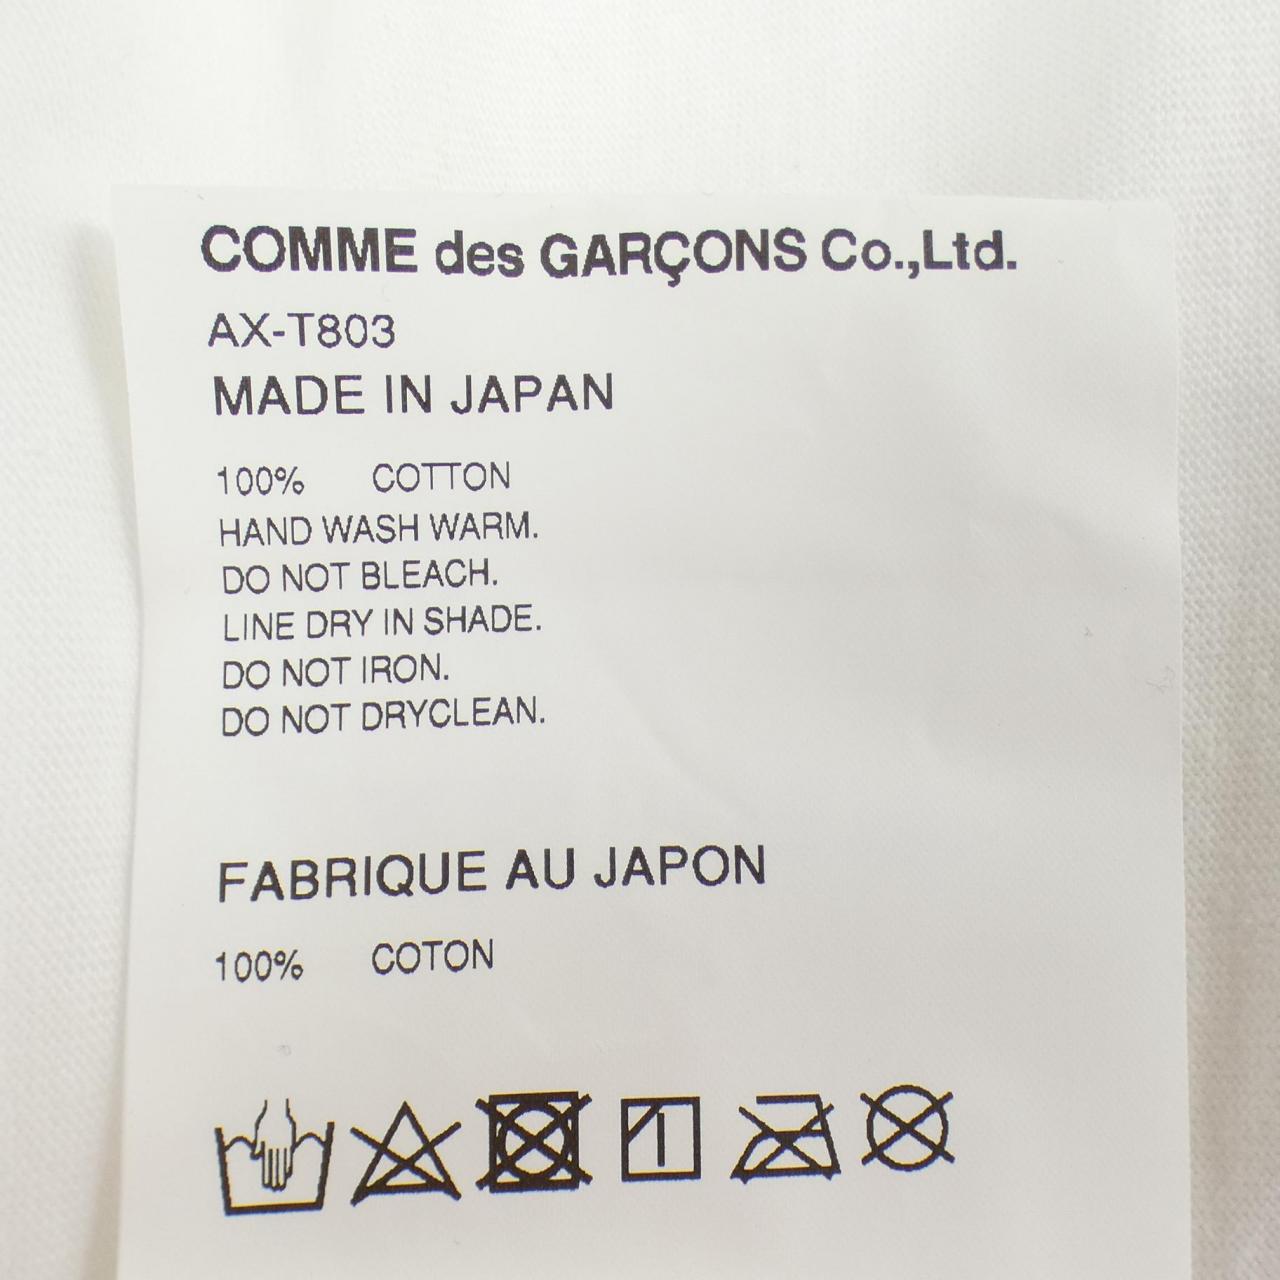 COMME des GARÇONS Co.,Ltd.
AX-T803
MADE IN JAPAN
100% COTTON
HAND WASH WARM.
DO NOT BLEACH.
LINE DRY IN SHADE.
DO NOT IRON.
DO NOT DRYCLEAN.
FABRIQUE AU JAPON
100% COTON